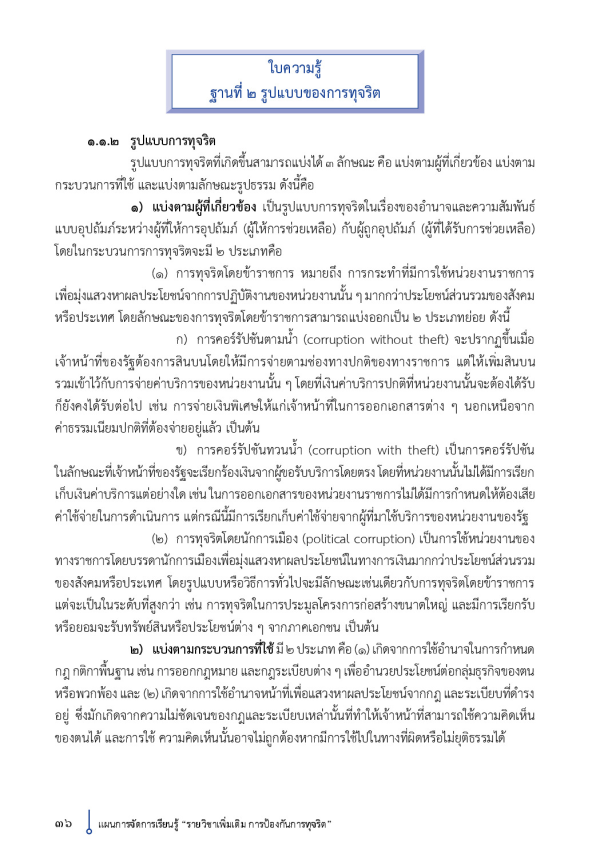 ใบความรู้
ฐานที่ ๒ รูปแบบของการทุจริต
๑.๑.๒ รูปแบบการทุจริต
รูปแบบการทุจริตที่เกิดขึ้นสามารถแบ่งได้ ๓ ลักษณะ คือ แบ่งตามผู้ที่เกี่ยวข้อง แบ่งตาม
กระบวนการที่ใช้ และแบ่งตามลักษณะรูปธรรม ดังนี้คือ
๑) แบ่งตามผู้ที่เกี่ยวข้อง เป็นรูปแบบการทุจริตในเรื่องของอำนาจและความสัมพันธ์
แบบอุปถัมภ์ระหว่างผู้ที่ให้การอุปถัมภ์ (ผู้ให้การช่วยเหลือ) กับผู้ถูกอุปถัมภ์ (ผู้ที่ได้รับการช่วยเหลือ)
โดยในกระบวนการการทุจริตจะมี ๒ ประเภทคือ
(๑) การทุจริตโดยข้าราชการ หมายถึง การกระทำที่มีการใช้หน่วยงานราชการ
เพื่อมุ่งแสวงหาผลประโยชน์จากการปฏิบัติงานของหน่วยงานนั้น ๆ มากกว่าประโยชน์ส่วนรวมของสังคม
หรือประเทศ โดยลักษณะของการทุจริตโดยข้าราชการสามารถแบ่งออกเป็น ๒ ประเภทย่อย ดังนี้
ก) การคอร์รัปชันตามน้ำ (corruption without theft) จะปรากฏขึ้นเมื่อ
เจ้าหน้าที่ของรัฐต้องการสินบนโดยให้มีการจ่ายตามช่องทางปกติของทางราชการ แต่ให้เพิ่มสินบน
รวมเข้าไว้กับการจ่ายค่าบริการของหน่วยงานนั้น ๆ โดยที่เงินค่าบริการปกติที่หน่วยงานนั้นจะต้องได้รับ
ก็ยังคงได้รับต่อไป เช่น การจ่ายเงินพิเศษให้แก่เจ้าหน้าที่ในการออกเอกสารต่าง ๆ นอกเหนือจาก
ค่าธรรมเนียมปกติที่ต้องจ่ายอยู่แล้ว เป็นต้น
ข) การคอร์รัปชันทวนน้ำ (corruption with theft) เป็นการคอร์รัปชัน
ในลักษณะที่เจ้าหน้าที่ของรัฐจะเรียกร้องเงินจากผู้ขอรับบริการโดยตรง โดยที่หน่วยงานนั้นไม่ได้มีการเรียก
เก็บเงินค่าบริการแต่อย่างใด เช่น ในการออกเอกสารของหน่วยงานราชการไม่ได้มีการกำหนดให้ต้องเสีย
ค่าใช้จ่ายในการดำเนินการ แต่กรณีนี้มีการเรียกเก็บค่าใช้จ่ายจากผู้ที่มาใช้บริการของหน่วยงานของรัฐ
(๒) การทุจริตโดยนักการเมือง (political corruption) เป็นการใช้หน่วยงานของ
ทางราชการโดยบรรดานักการเมืองเพื่อมุ่งแสวงหาผลประโยชน์ในทางการเงินมากกว่าประโยชน์ส่วนรวม
ของสังคมหรือประเทศ โดยรูปแบบหรือวิธีการทั่วไปจะมีลักษณะเช่นเดียวกับการทุจริตโดยข้าราชการ
แต่จะเป็นในระดับที่สูงกว่า เช่น การทุจริตในการประมูลโครงการก่อสร้างขนาดใหญ่ และมีการเรียกรับ
หรือยอมจะรับทรัพย์สินหรือประโยชน์ต่าง ๆ จากภาคเอกชน เป็นต้น
๒) แบ่งตามกระบวนการที่ใช้ มี ๒ ประเภท คือ (๑) เกิดจากการใช้อำนาจในการกำหนด
กฎ กติกาพื้นฐาน เช่น การออกกฎหมาย และกฎระเบียบต่าง ๆ เพื่ออำนวยประโยชน์ต่อกลุ่มธุรกิจของตน
หรือพวกพ้อง และ (๒) เกิดจากการใช้อำนาจหน้าที่เพื่อแสวงหาผลประโยชน์จากกฎ และระเบียบที่ดำรง
อยู่ ซึ่งมักเกิดจากความไม่ชัดเจนของกฎและระเบียบเหล่านั้นที่ทำให้เจ้าหน้าที่สามารถใช้ความคิดเห็น
ของตนได้ และการใช้ ความคิดเห็นนั้นอาจไม่ถูกต้องหากมีการใช้ไปในทางที่ผิดหรือไม่ยุติธรรมได้
๓๖ แผนการจัดการเรียนรู้ “รายวิชาเพิ่มเติม การป้องกันการทุจริต”